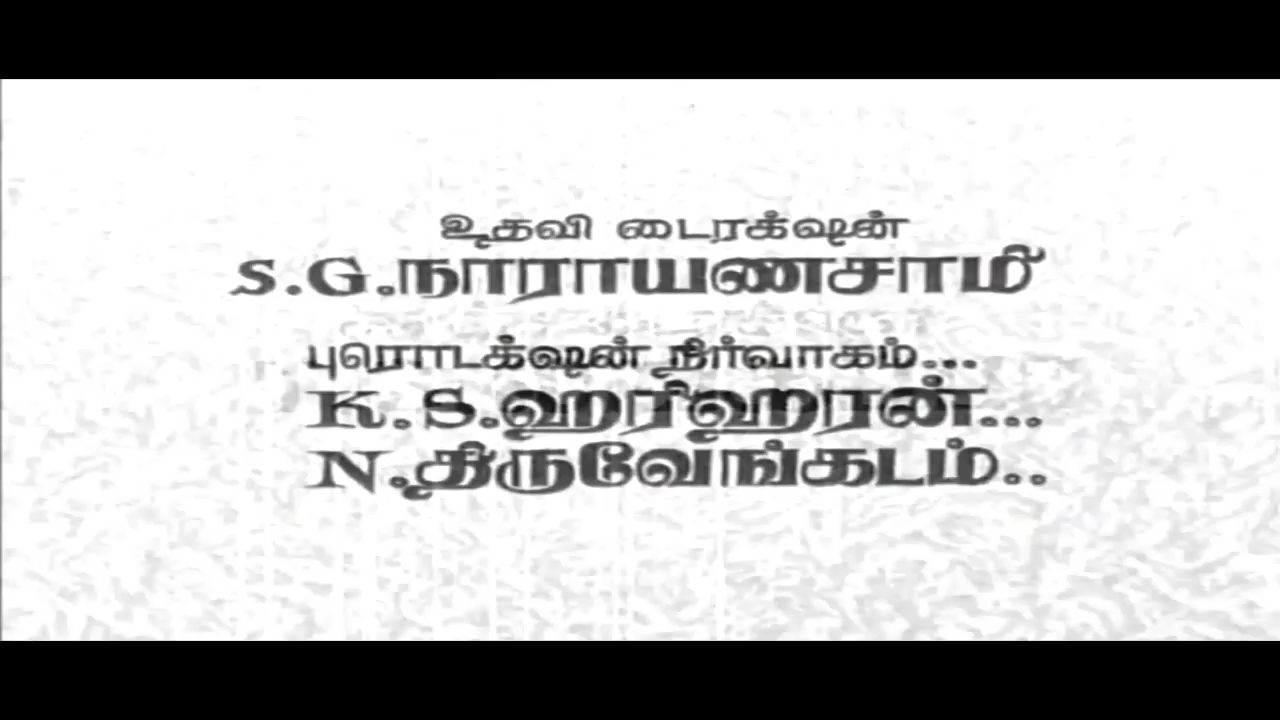 உதவி டைரக்‌ஷன்
S.G.நாராயணசாமி
புரொடக்‌ஷன் நிர்வாகம்...
K.S.ஹரிஹரன்...
N.திருவேங்கடம்..